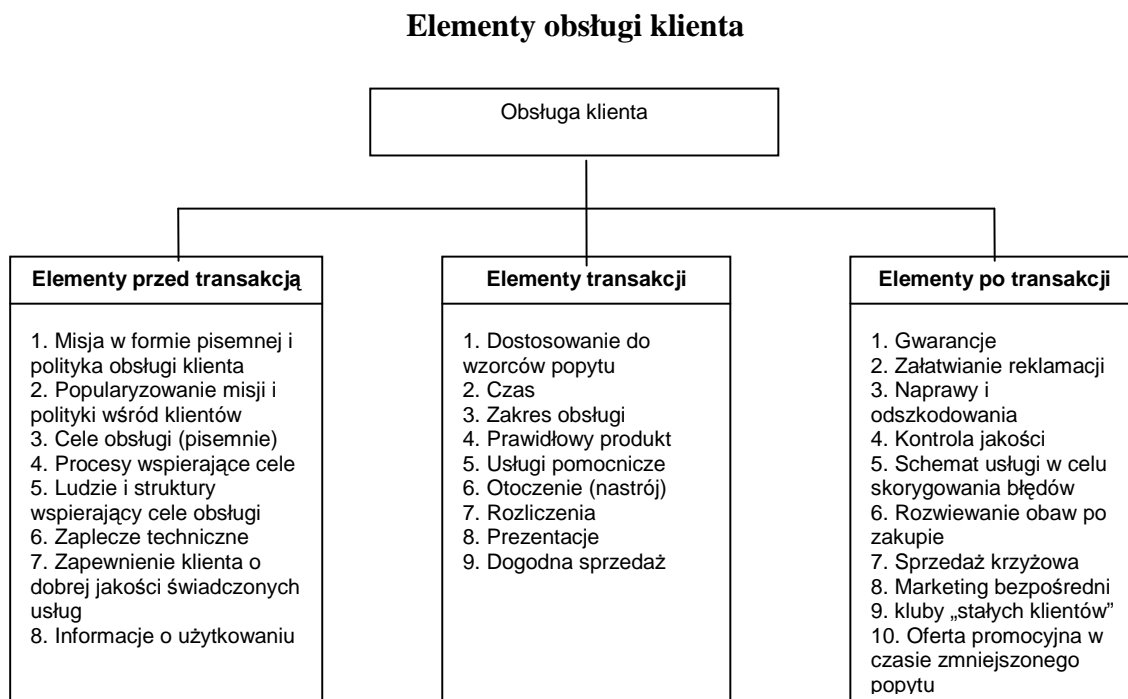 Elementy obsługi klienta
Obsługa klienta
Elementy przed transakcją
1. Misja w formie pisemnej i
polityka obsługi klienta
2. Popularyzowanie misji i
polityki wśród klientów
3. Cele obsługi (pisemnie)
4. Procesy wspierające cele
5. Ludzie i struktury
wspierający cele obsługi
6. Zaplecze techniczne
7. Zapewnienie klienta o
dobrej jakości świadczonych
usług
8. Informacje o użytkowaniu
Elementy transakcji
1. Dostosowanie do
wzorców popytu
2. Czas
3. Zakres obsługi
4. Prawidłowy produkt
5. Usługi pomocnicze
6. Otoczenie (nastrój)
7. Rozliczenia
8. Prezentacje
9. Dogodna sprzedaż
Elementy po transakcji
1. Gwarancje
2. Załatwianie reklamacji
3. Naprawy i
odszkodowania
4. Kontrola jakości
5. Schemat usługi w celu
skorygowania błędów
6. Rozwiewanie obaw po
zakupie
7. Sprzedaż krzyżowa
8. Marketing bezpośredni
9. kluby „stałych klientów”
10. Oferta promocyjna w
czasie zmniejszonego
popytu